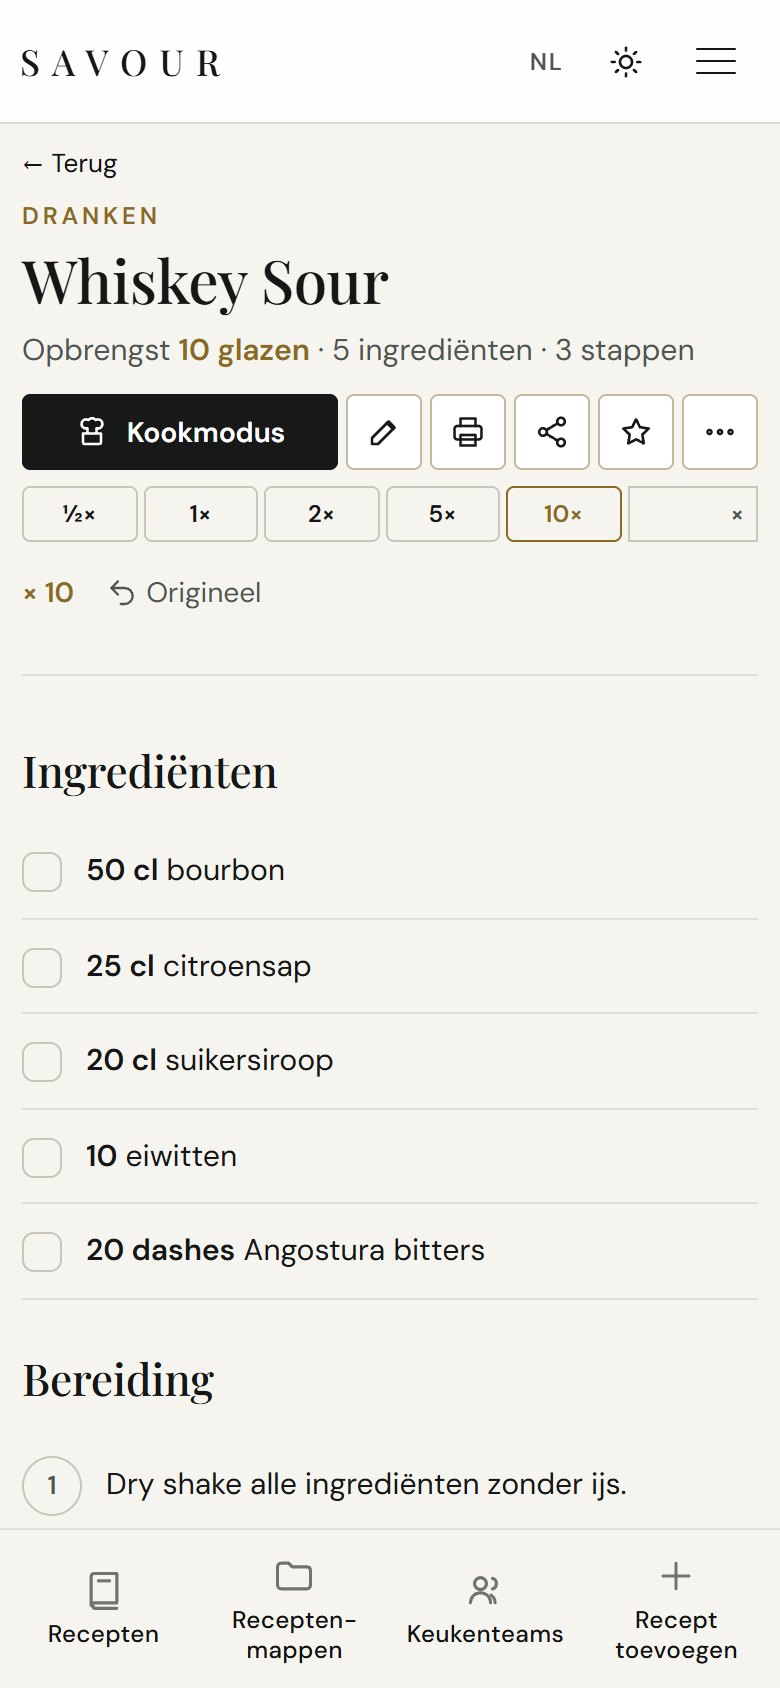 SAVOUR
NL
← Terug
DRANKEN
Whiskey Sour
Opbrengst 10 glazen · 5 ingrediënten · 3 stappen
Kookmodus
½× 1× 2× 5× 10× ×
× 10 Origineel
Ingrediënten
50 cl bourbon
25 cl citroensap
20 cl suikersiroop
10 eiwitten
20 dashes Angostura bitters
Bereiding
1 Dry shake alle ingrediënten zonder ijs.
Recepten
Recepten-
mappen
Keukenteams
Recept
toevoegen